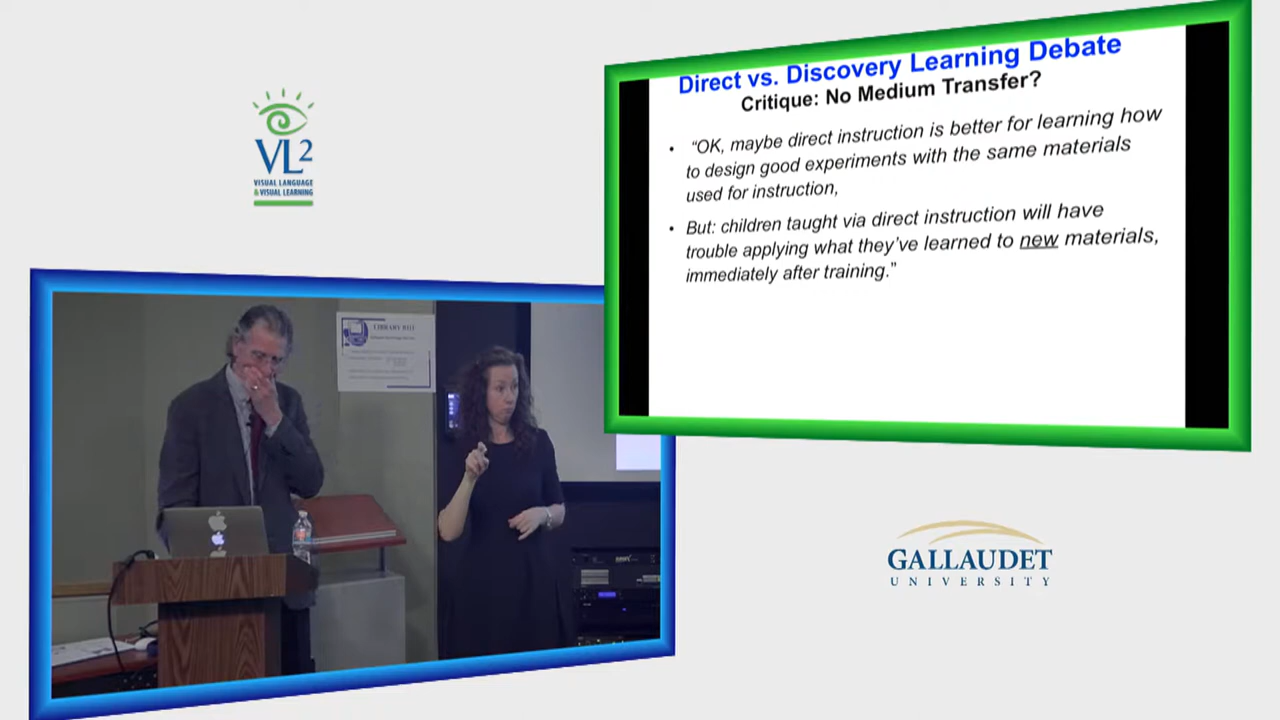 VL2
VISUAL LANGUAGE
& VISUAL LEARNING
Direct vs. Discovery Learning Debate
Critique: No Medium Transfer?
• “OK, maybe direct instruction is better for learning how
to design good experiments with the same materials
used for instruction,
• But: children taught via direct instruction will have
trouble applying what they’ve learned to new materials,
immediately after training.”
GALLAUDET
UNIVERSITY